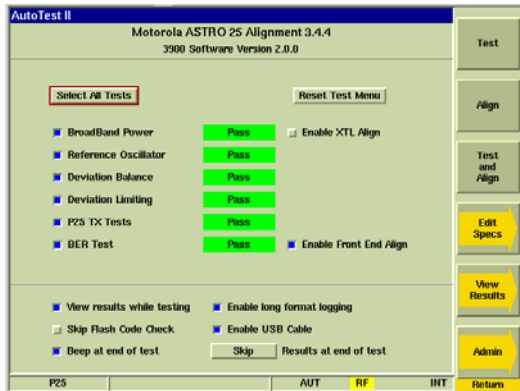 AutoTest II
Motorola ASTRO 25 Alignment 3.4.4
3900 Software Version 2.0.0
Select All Tests
Reset Test Menu
BroadBand Power Pass Enable XTL Align
Reference Oscillator Pass
Deviation Balance Pass
Deviation Limiting Pass
P25 TX Tests Pass
BER Test Pass Enable Front End Align
View results while testing Enable long format logging
Skip Flash Code Check Enable USB Cable
Beep at end of test Skip Results at end of test
P25 AUT RF INT
Test
Align
Test
and
Align
Edit
Specs
View
Results
Admin
Return